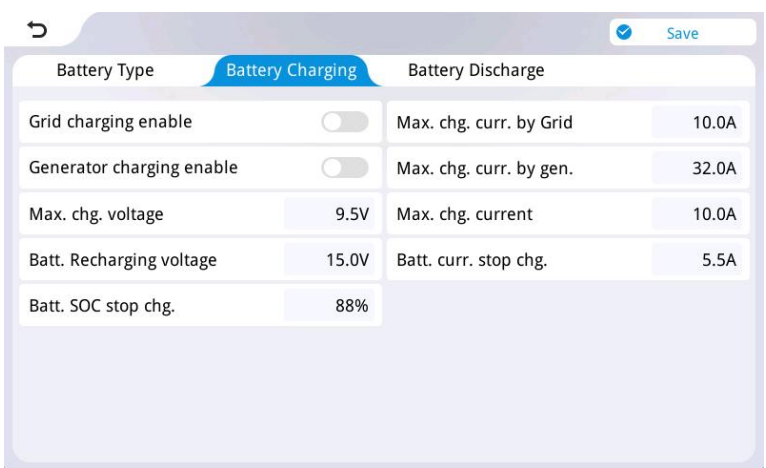 Save
Battery Type Battery Charging Battery Discharge
Grid charging enable Max. chg. curr. by Grid 10.0A
Generator charging enable Max. chg. curr. by gen. 32.0A
Max. chg. voltage 9.5V Max. chg. current 10.0A
Batt. Recharging voltage 15.0V Batt. curr. stop chg. 5.5A
Batt. SOC stop chg. 88%